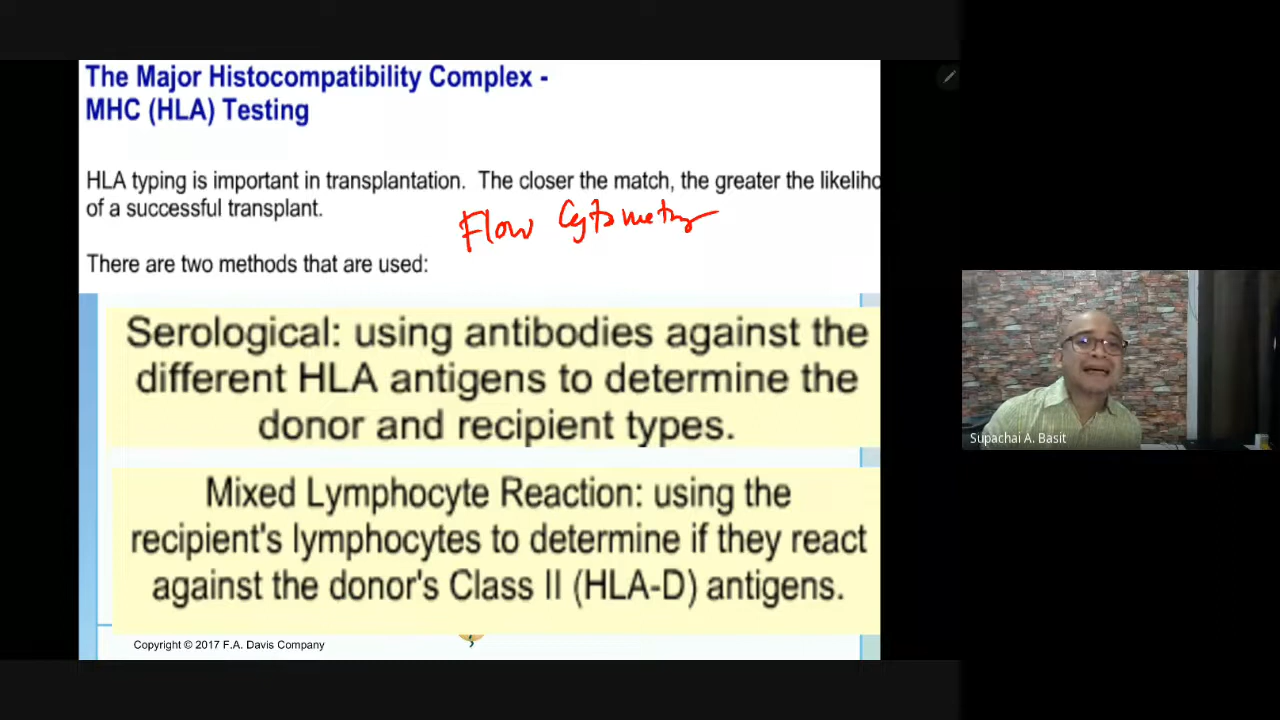 The Major Histocompatibility Complex -
MHC (HLA) Testing
HLA typing is important in transplantation. The closer the match, the greater the likeliho
of a successful transplant.
Flow Cytometry
There are two methods that are used:
Serological: using antibodies against the
different HLA antigens to determine the
donor and recipient types.
Mixed Lymphocyte Reaction: using the
recipient's lymphocytes to determine if they react
against the donor's Class II (HLA-D) antigens.
Copyright © 2017 F.A. Davis Company
Supachai A. Basit